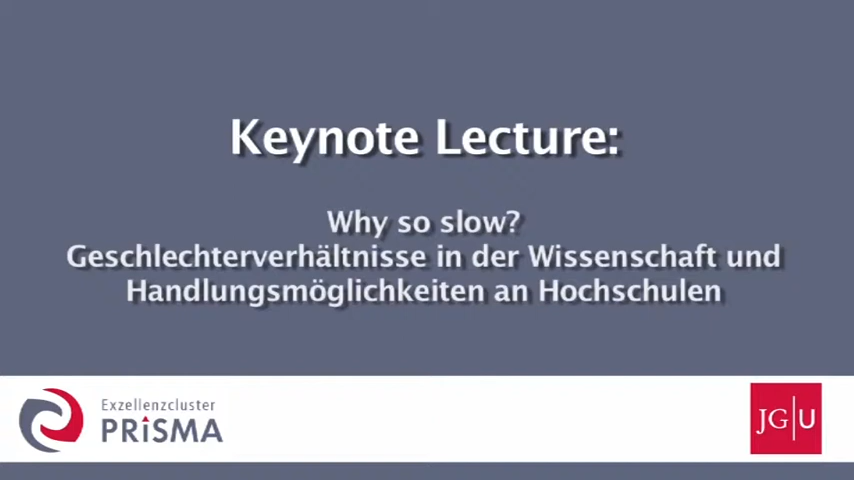 Keynote Lecture:
Why so slow?
Geschlechterverhältnisse in der Wissenschaft und
Handlungsmöglichkeiten an Hochschulen
Exzellenzcluster
PRiSMA
JG|U